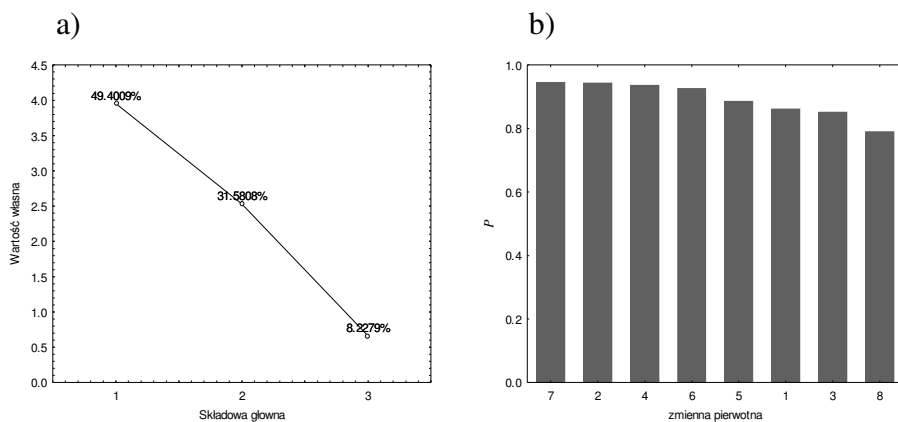 a)
4.5
4.0
3.5
3.0
2.5
2.0
1.5
1.0
0.5
0.0
Wartość własna
49.4009%
31.5808%
8.2279%
1 2 3
Składowa głowna
b)
1.0
0.8
0.6
0.4
0.2
0.0
P
7 2 4 6 5 1 3 8
zmienna pierwotna